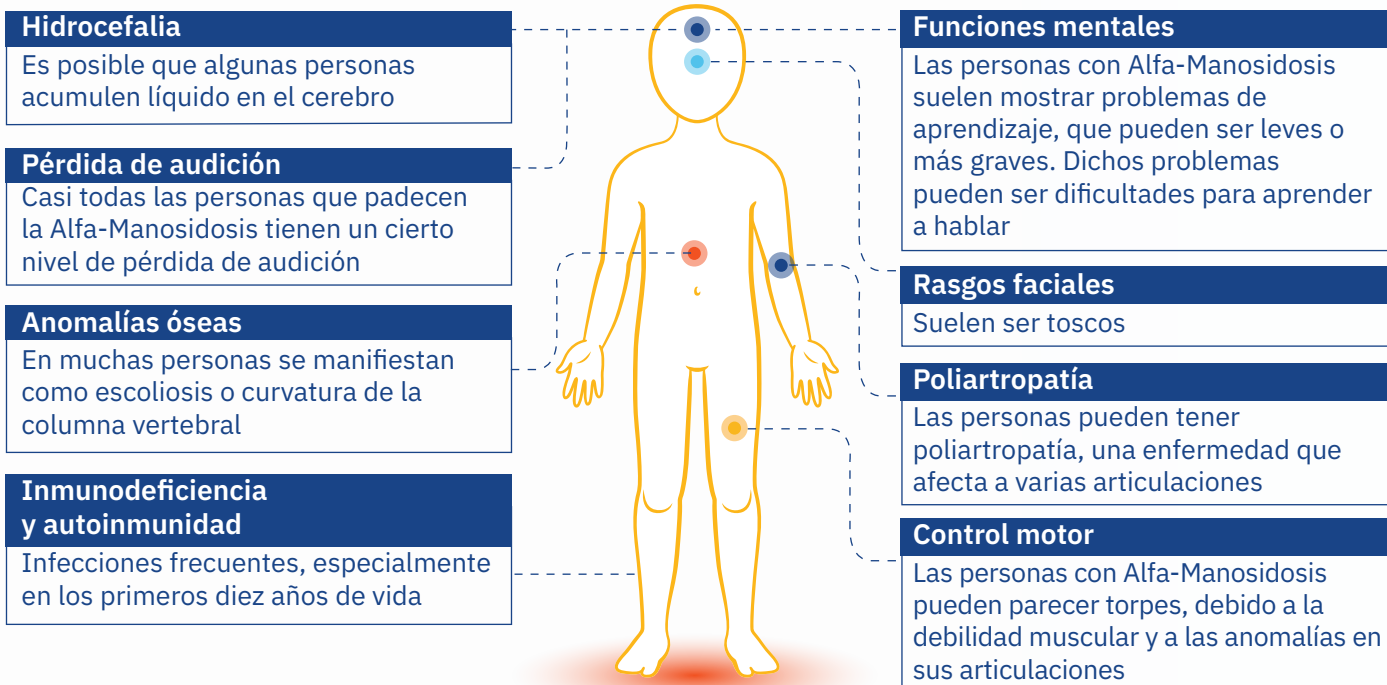 Hidrocefalia
Es posible que algunas personas
acumulen líquido en el cerebro
Pérdida de audición
Casi todas las personas que padecen
la Alfa-Manosidosis tienen un cierto
nivel de pérdida de audición
Anomalías óseas
En muchas personas se manifiestan
como escoliosis o curvatura de la
columna vertebral
Inmunodeficiencia
y autoinmunidad
Infecciones frecuentes, especialmente
en los primeros diez años de vida
Funciones mentales
Las personas con Alfa-Manosidosis
suelen mostrar problemas de
aprendizaje, que pueden ser leves o
más graves. Dichos problemas
pueden ser dificultades para aprender
a hablar
Rasgos faciales
Suelen ser toscos
Poliartropatía
Las personas pueden tener
poliartropatía, una enfermedad que
afecta a varias articulaciones
Control motor
Las personas con Alfa-Manosidosis
pueden parecer torpes, debido a la
debilidad muscular y a las anomalías en
sus articulaciones